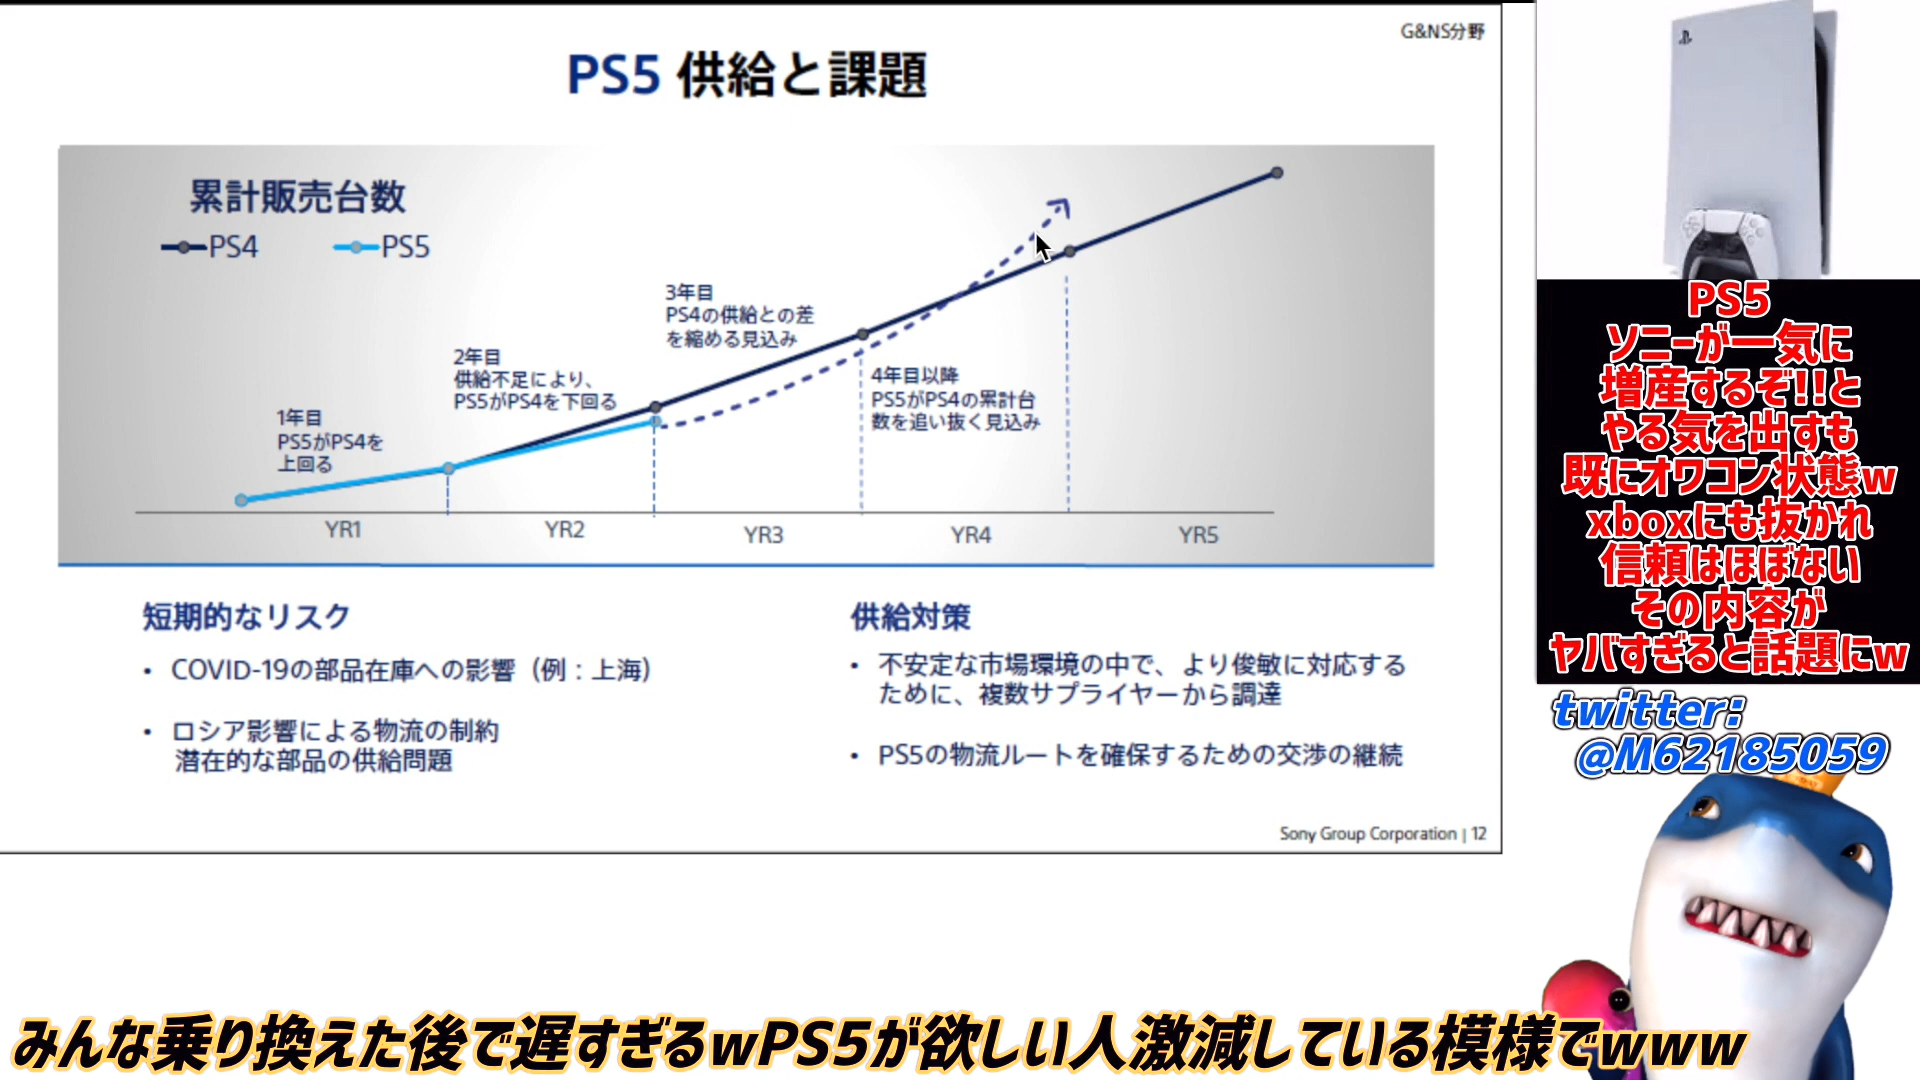 G&NS分野
PS5 供給と課題
累計販売台数
PS4
PS5
1年目
PS5がPS4を
上回る
2年目
供給不足により、
PS5がPS4を下回る
3年目
PS4の供給との差
を縮める見込み
4年目以降
PS5がPS4の累計台
数を追い抜く見込み
YR1
YR2
YR3
YR4
YR5
短期的なリスク
• COVID-19の部品在庫への影響（例：上海）
• ロシア影響による物流の制約
潜在的な部品の供給問題
供給対策
• 不安定な市場環境の中で、より俊敏に対応する
ために、複数サプライヤーから調達
• PS5の物流ルートを確保するための交渉の継続
Sony Group Corporation | 12
PS5
ソニーが一気に
増産するぞ!!と
やる気を出すも
既にオワコン状態w
xboxにも抜かれ
信頼はほぼない
その内容が
ヤバすぎると話題にw
twitter:
@M62185059
みんな乗り換えた後で遅すぎるwPS5が欲しい人激減している模様でwww